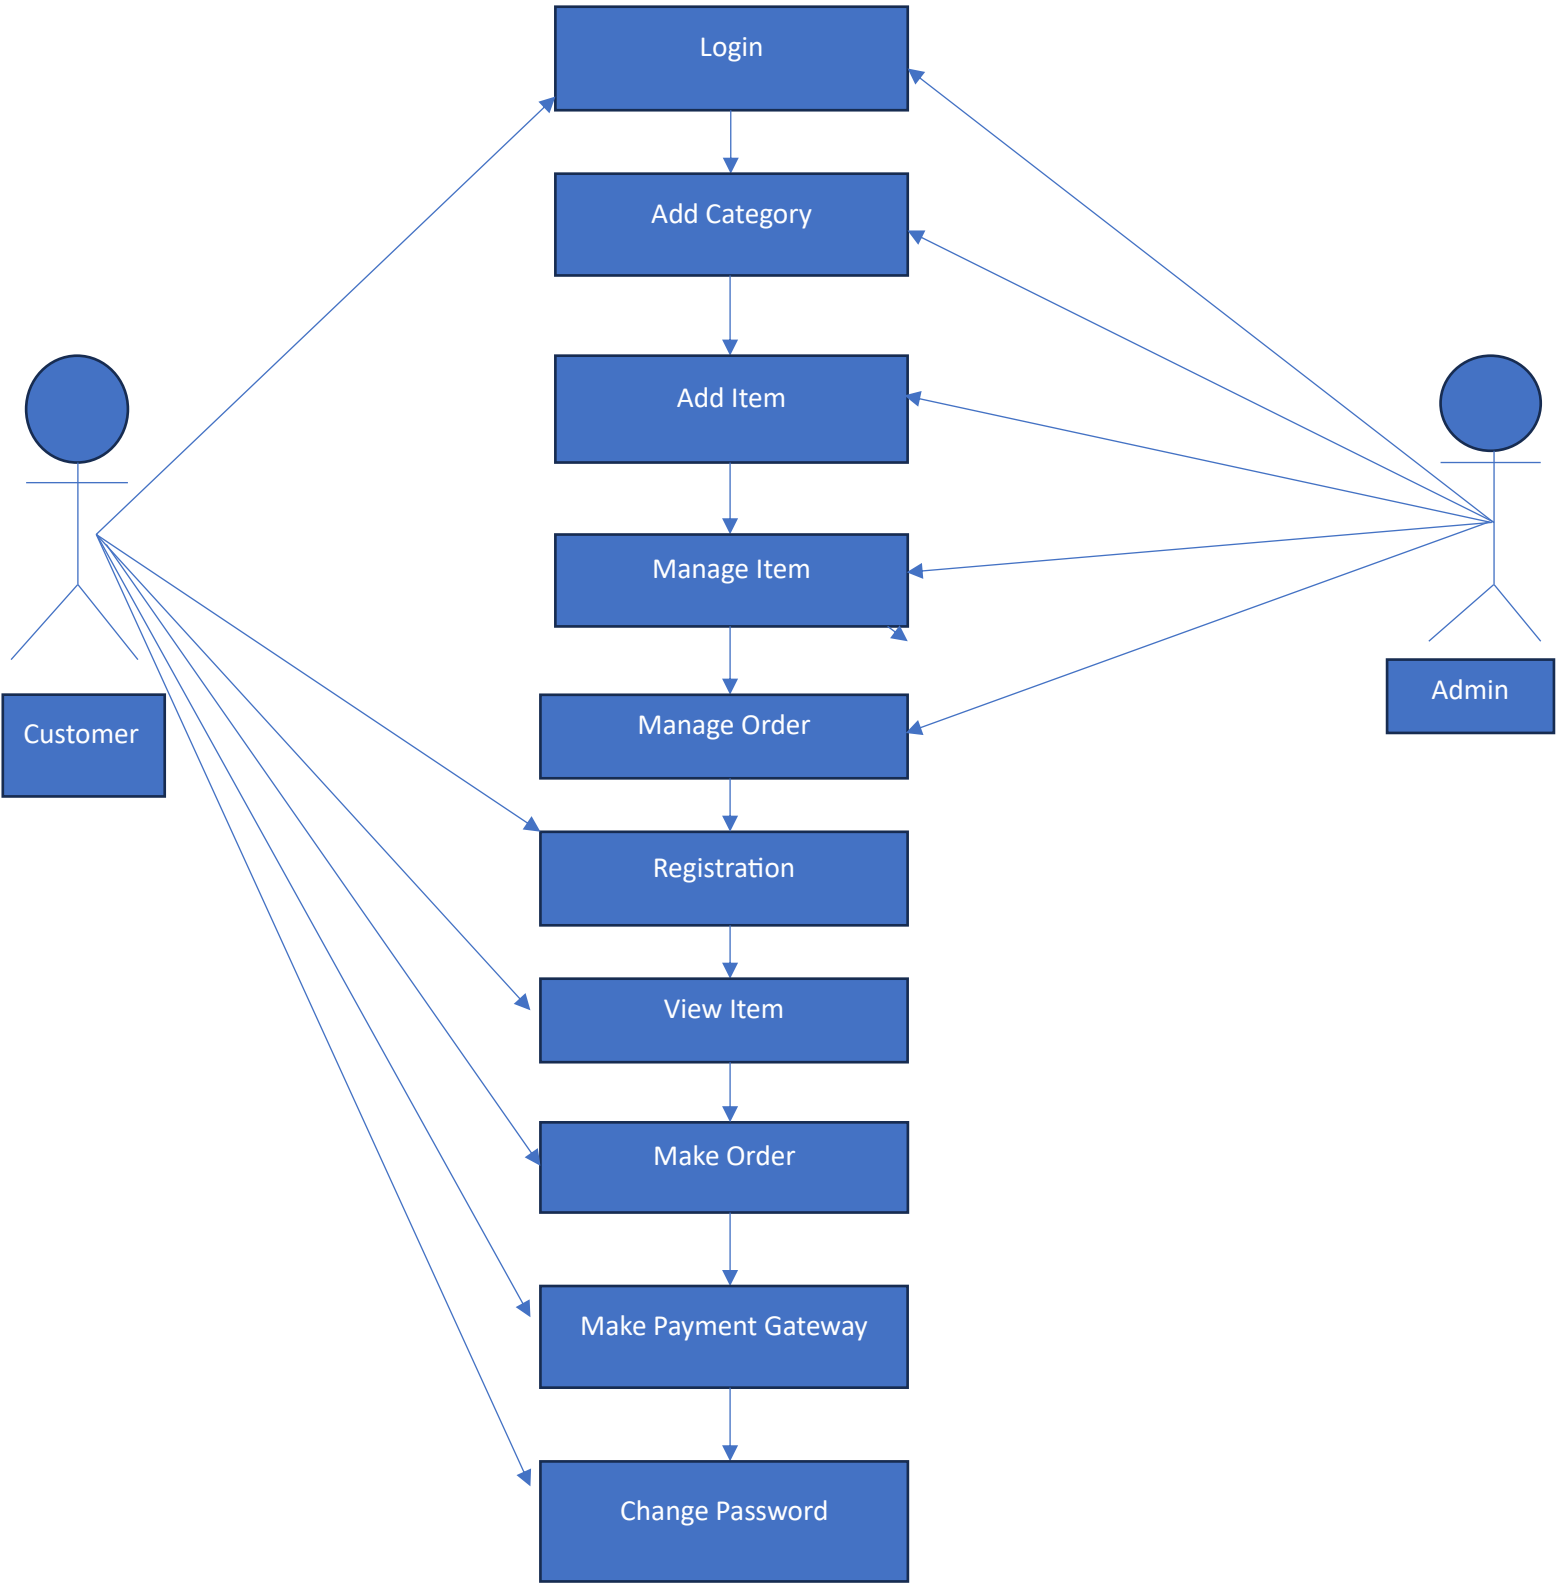 Login
Add Category
Add Item
Manage Item
Admin
Manage Order
Customer
Registration
View Item
Make Order
Make Payment Gateway
Change Password